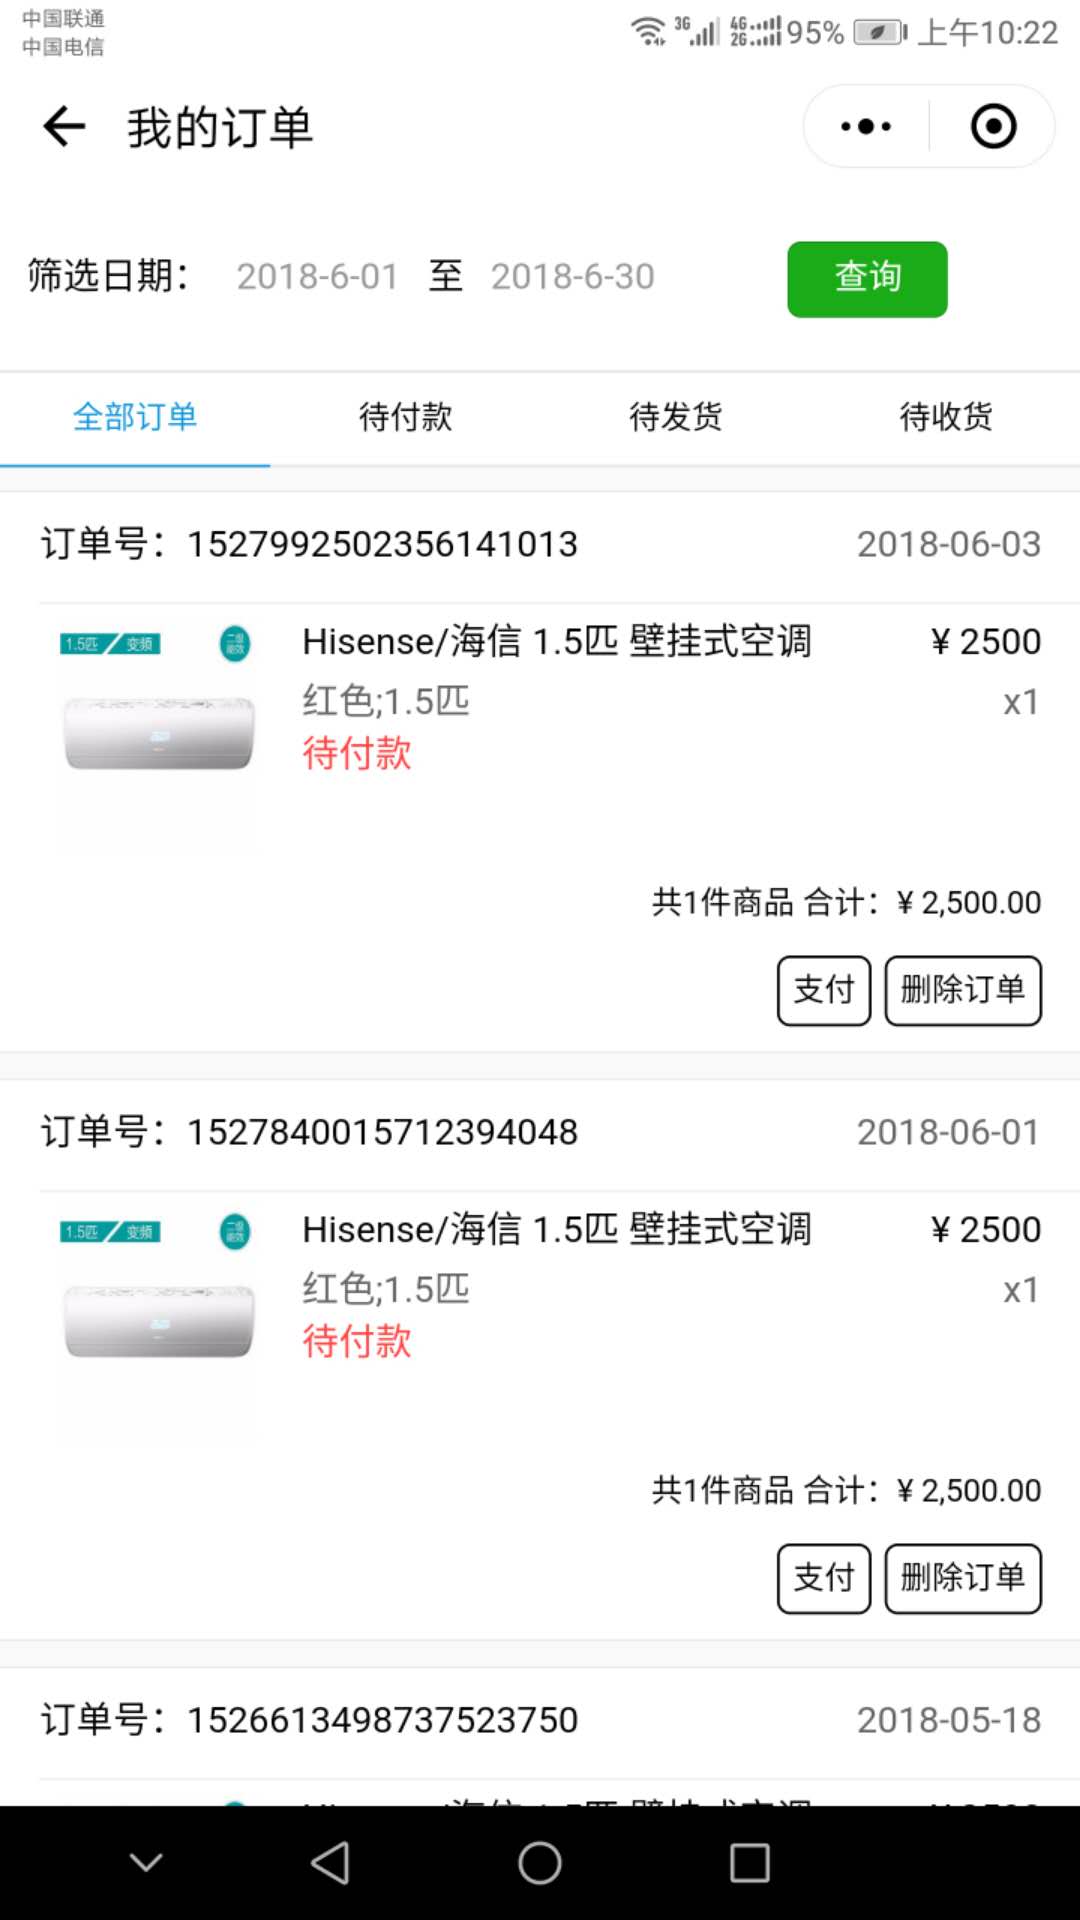 中国联通
中国电信
3G 4G 2G 95% 上午10:22
我的订单
筛选日期： 2018-6-01 至 2018-6-30 查询
全部订单 待付款 待发货 待收货
订单号：1527992502356141013 2018-06-03
1.5匹 变频 二级能效
Hisense/海信 1.5匹 壁挂式空调 ¥ 2500
红色;1.5匹 x1
待付款
共1件商品 合计：¥ 2,500.00
支付 删除订单
订单号：1527840015712394048 2018-06-01
1.5匹 变频 二级能效
Hisense/海信 1.5匹 壁挂式空调 ¥ 2500
红色;1.5匹 x1
待付款
共1件商品 合计：¥ 2,500.00
支付 删除订单
订单号：1526613498737523750 2018-05-18